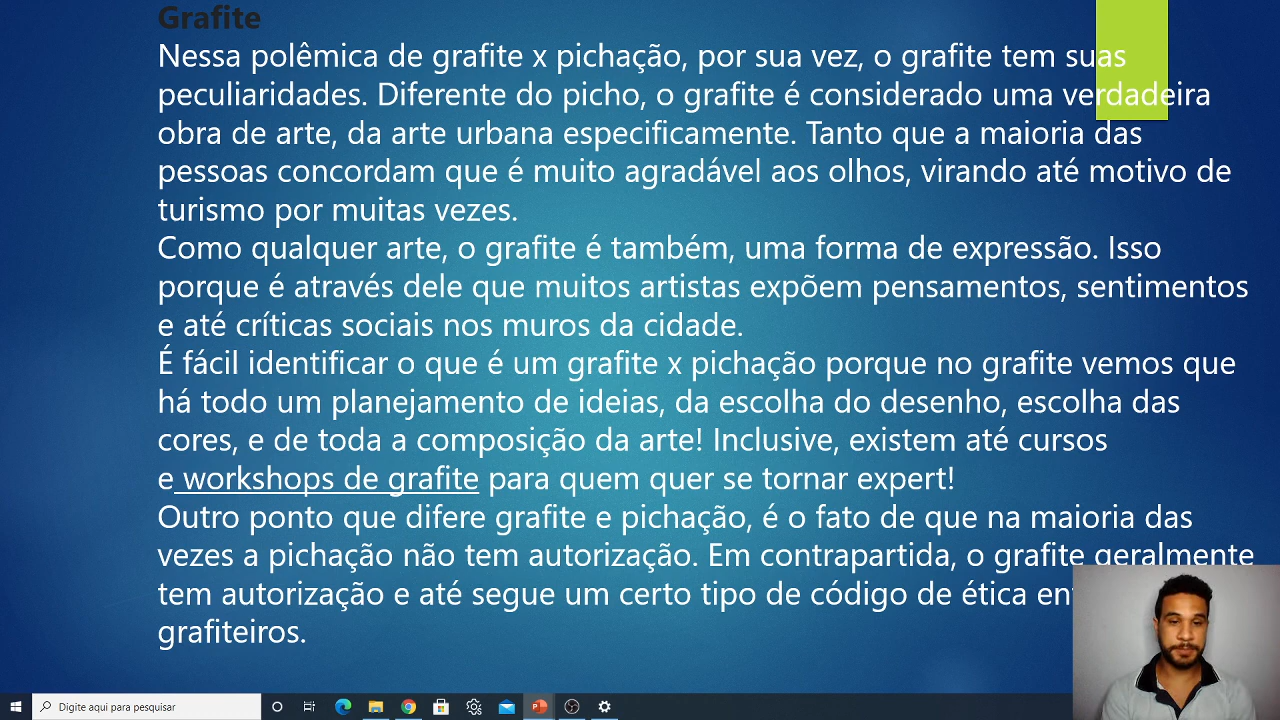 Grafite
Nessa polêmica de grafite x pichação, por sua vez, o grafite tem suas
peculiaridades. Diferente do picho, o grafite é considerado uma verdadeira
obra de arte, da arte urbana especificamente. Tanto que a maioria das
pessoas concordam que é muito agradável aos olhos, virando até motivo de
turismo por muitas vezes.
Como qualquer arte, o grafite é também, uma forma de expressão. Isso
porque é através dele que muitos artistas expõem pensamentos, sentimentos
e até críticas sociais nos muros da cidade.
É fácil identificar o que é um grafite x pichação porque no grafite vemos que
há todo um planejamento de ideias, da escolha do desenho, escolha das
cores, e de toda a composição da arte! Inclusive, existem até cursos
e workshops de grafite para quem quer se tornar expert!
Outro ponto que difere grafite e pichação, é o fato de que na maioria das
vezes a pichação não tem autorização. Em contrapartida, o grafite geralmente
tem autorização e até segue um certo tipo de código de ética
grafiteiros.
Digite aqui para pesquisar